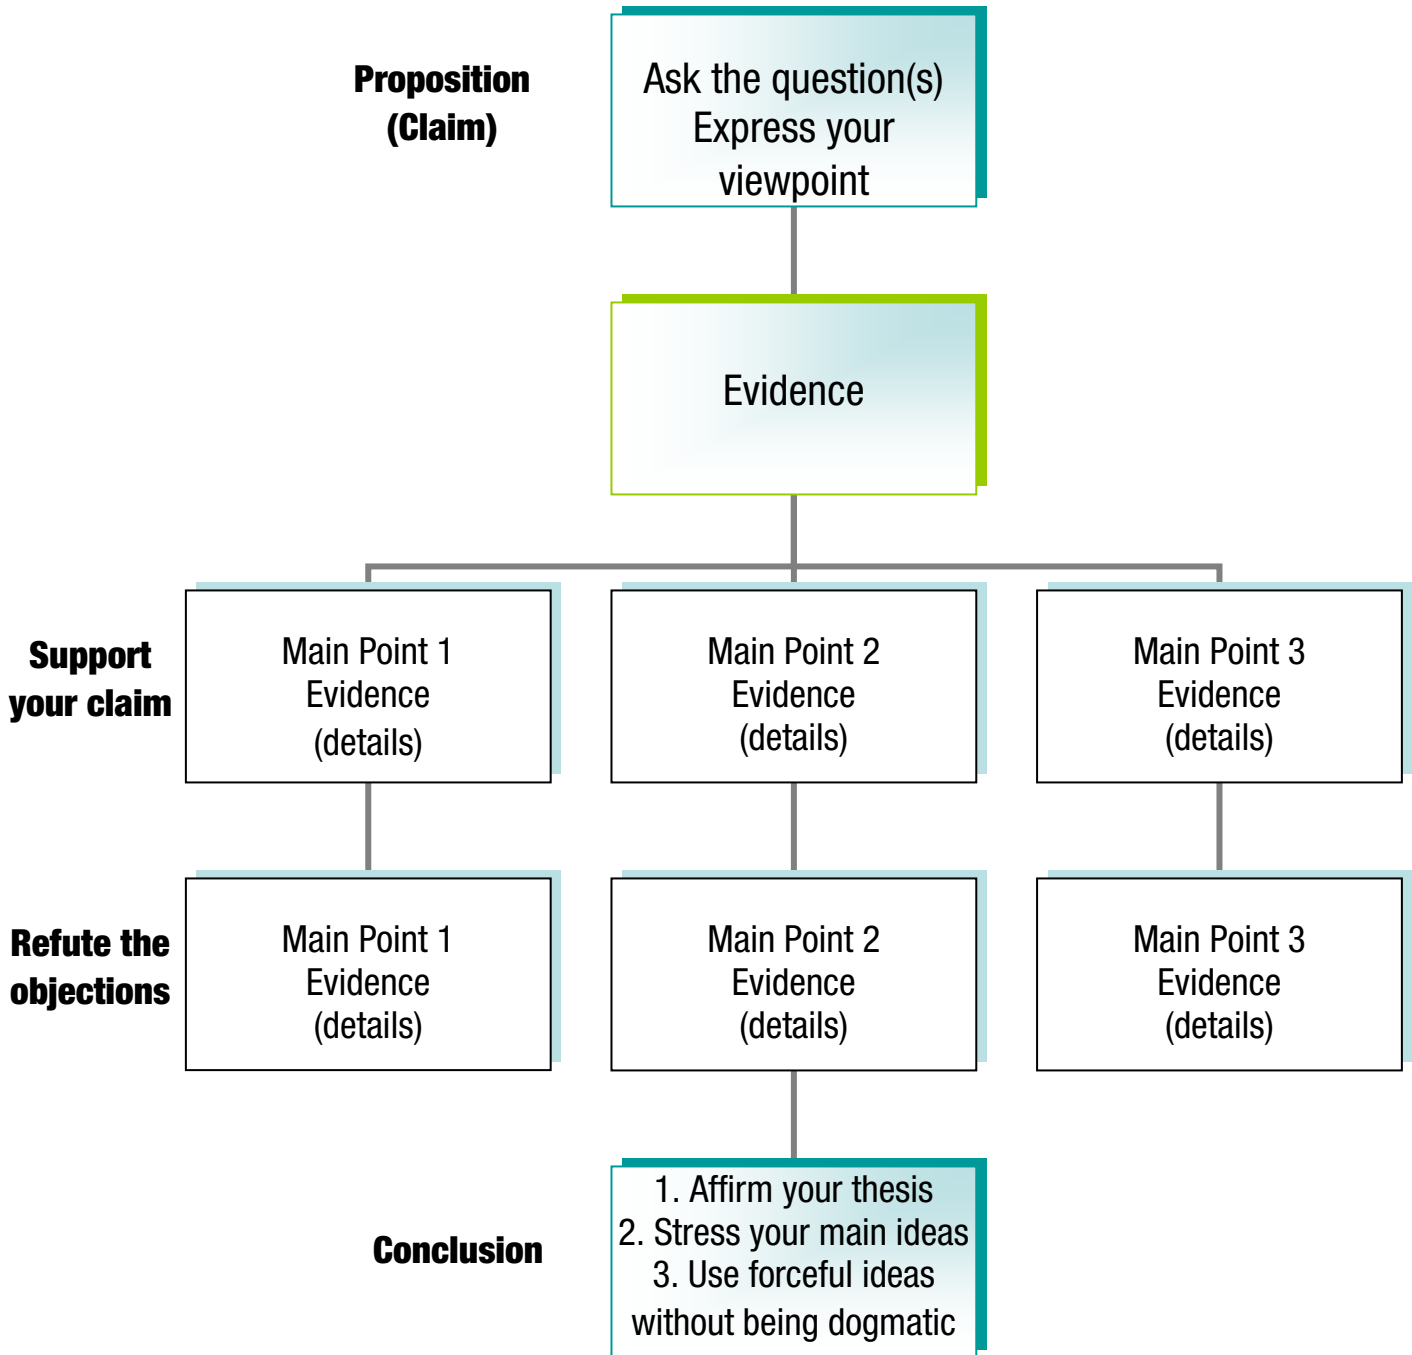 Proposition
(Claim)
Ask the question(s)
Express your
viewpoint
Evidence
Support
your claim
Main Point 1
Evidence
(details)
Main Point 2
Evidence
(details)
Main Point 3
Evidence
(details)
Refute the
objections
Main Point 1
Evidence
(details)
Main Point 2
Evidence
(details)
Main Point 3
Evidence
(details)
Conclusion
1. Affirm your thesis
2. Stress your main ideas
3. Use forceful ideas
without being dogmatic